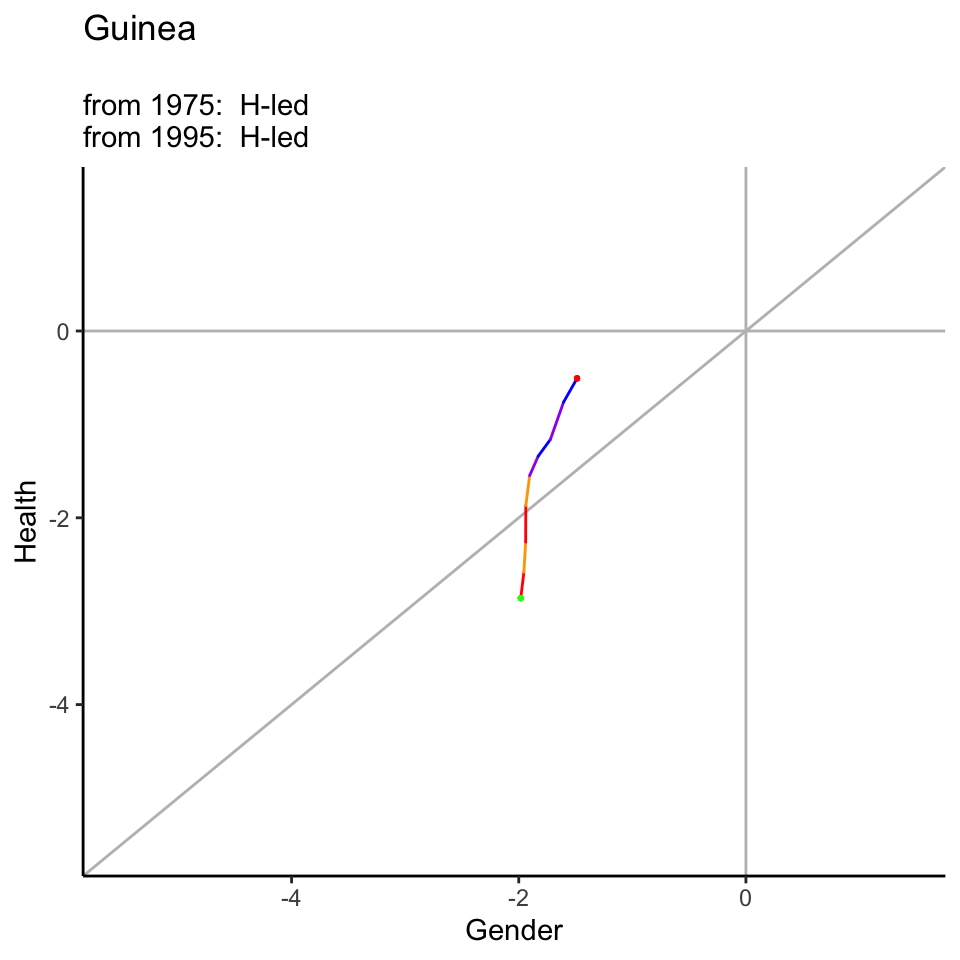 Guinea
from 1975:  H-led
from 1995:  H-led
Health
0
-2
-4
-4
-2
0
Gender